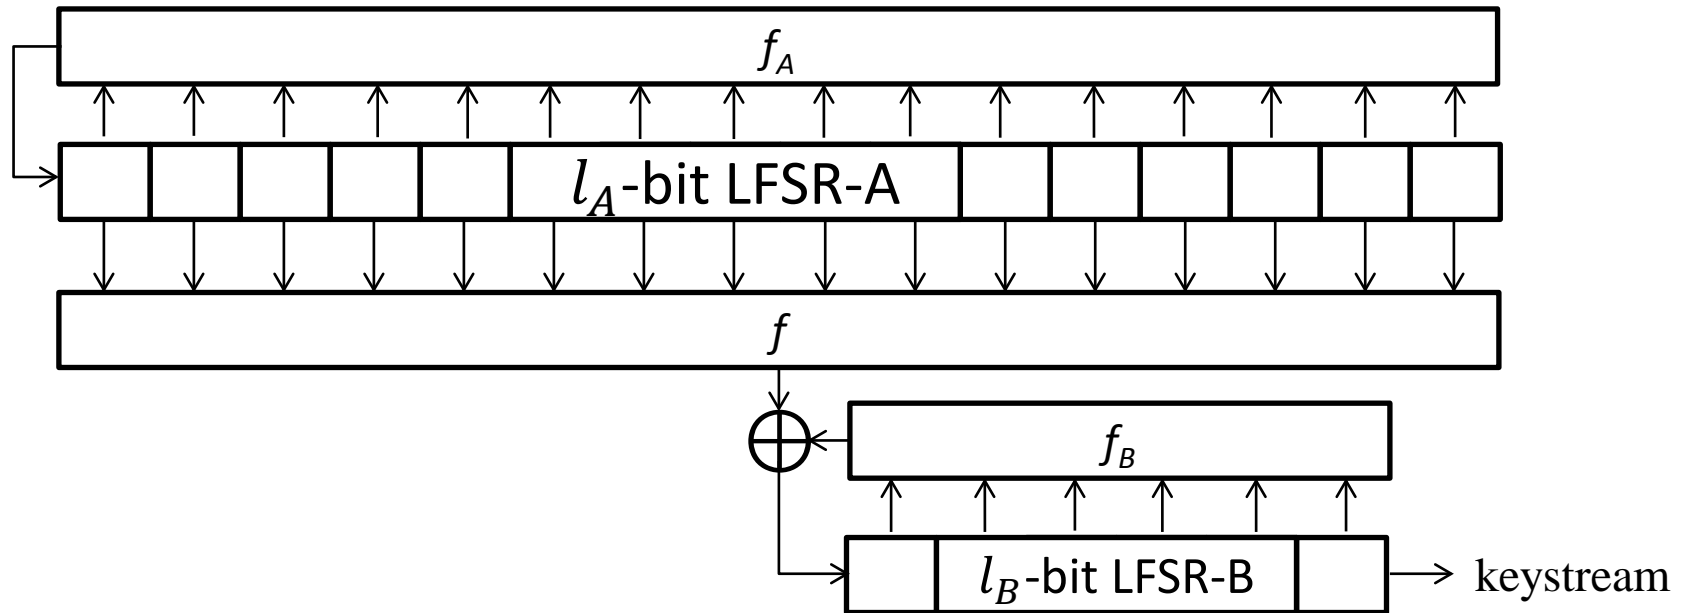 f_A
l_A-bit LFSR-A
f
f_B
l_B-bit LFSR-B
keystream